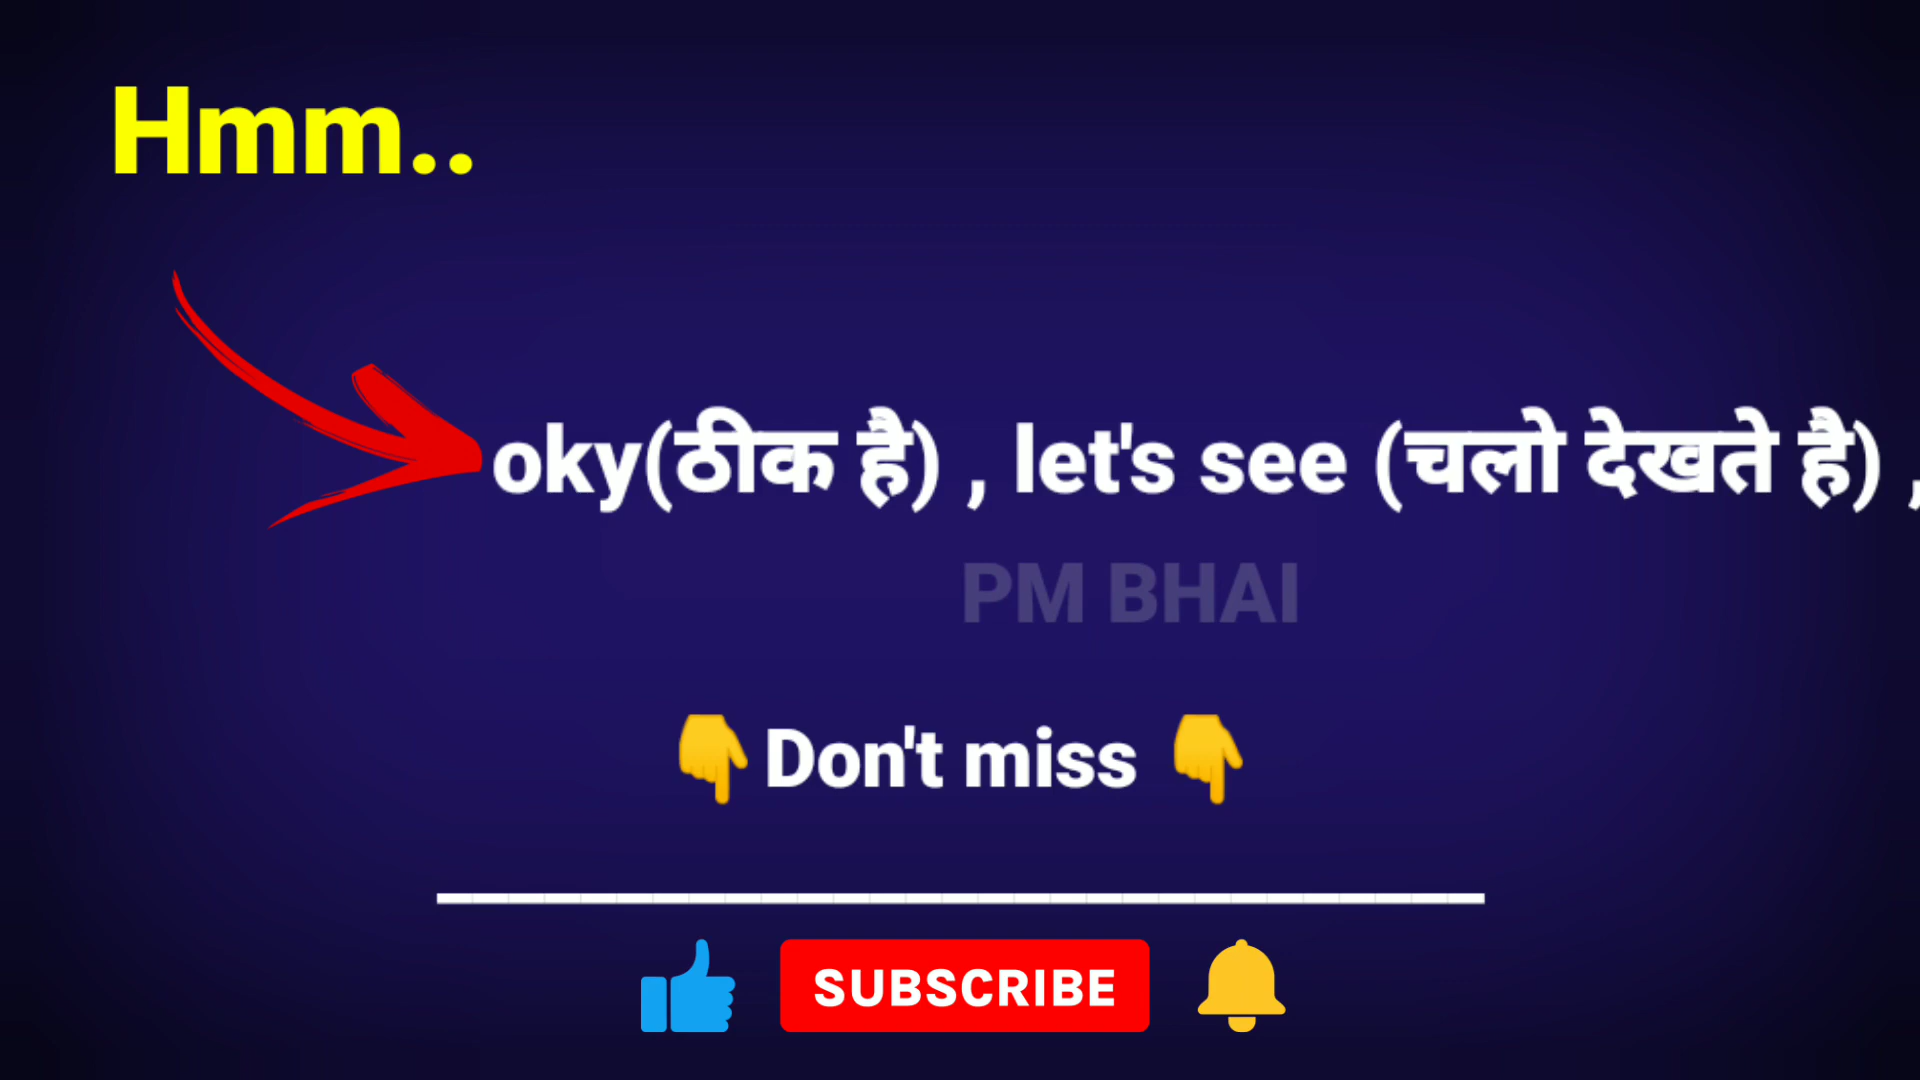 Hmm..
oky(ठीक है) , let's see (चलो देखते है) ,
PM BHAI
👇Don't miss 👇
SUBSCRIBE